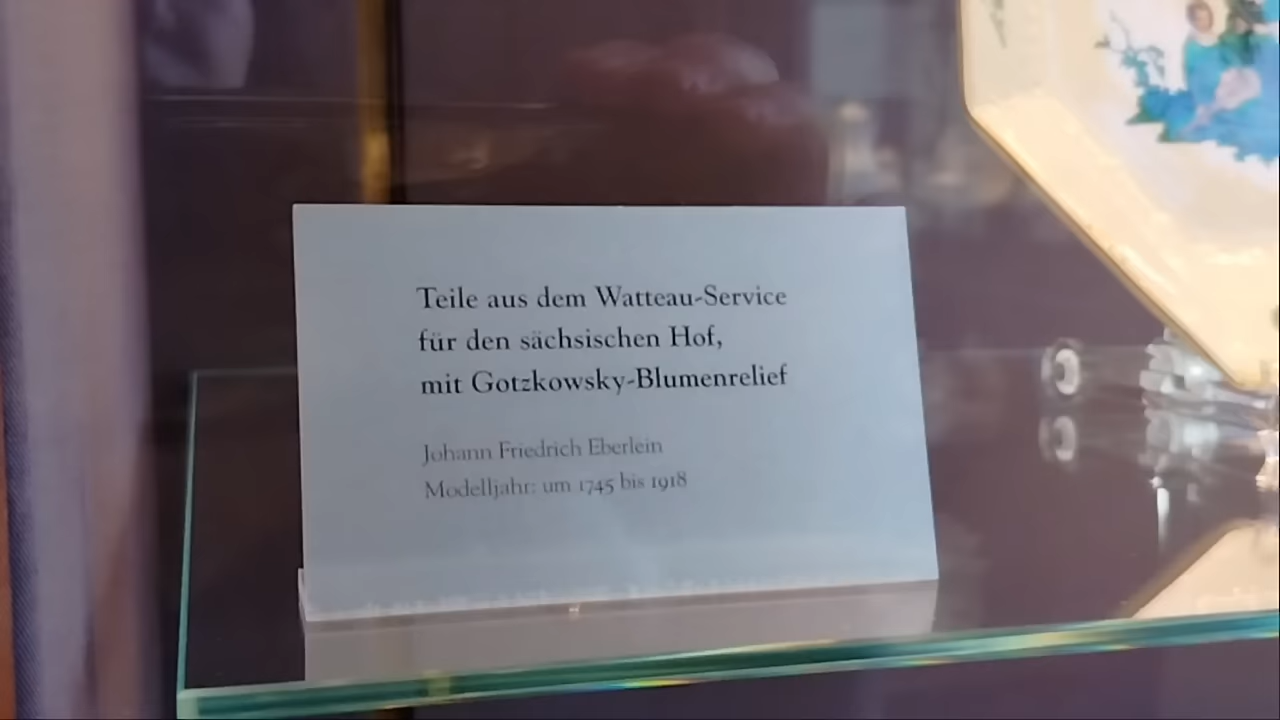 Teile aus dem Watteau-Service
für den sächsischen Hof,
mit Gotzkowsky-Blumenrelief
Johann Friedrich Eberlein
Modelljahr: um 1745 bis 1918